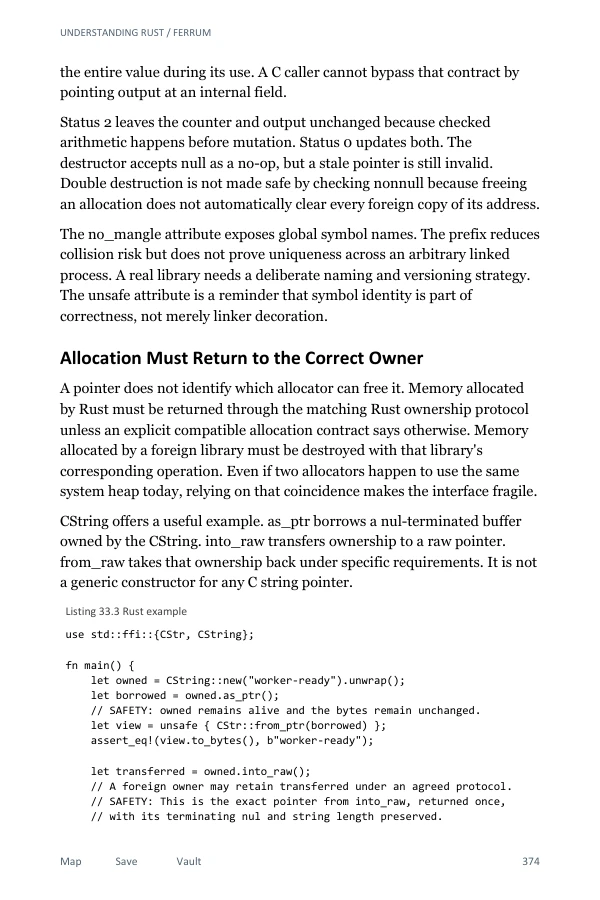 UNDERSTANDING RUST / FERRUM
the entire value during its use. A C caller cannot bypass that contract by
pointing output at an internal field.
Status 2 leaves the counter and output unchanged because checked
arithmetic happens before mutation. Status 0 updates both. The
destructor accepts null as a no-op, but a stale pointer is still invalid.
Double destruction is not made safe by checking nonnull because freeing
an allocation does not automatically clear every foreign copy of its address.
The no_mangle attribute exposes global symbol names. The prefix reduces
collision risk but does not prove uniqueness across an arbitrary linked
process. A real library needs a deliberate naming and versioning strategy.
The unsafe attribute is a reminder that symbol identity is part of
correctness, not merely linker decoration.
Allocation Must Return to the Correct Owner
A pointer does not identify which allocator can free it. Memory allocated
by Rust must be returned through the matching Rust ownership protocol
unless an explicit compatible allocation contract says otherwise. Memory
allocated by a foreign library must be destroyed with that library's
corresponding operation. Even if two allocators happen to use the same
system heap today, relying on that coincidence makes the interface fragile.
CString offers a useful example. as_ptr borrows a nul-terminated buffer
owned by the CString. into_raw transfers ownership to a raw pointer.
from_raw takes that ownership back under specific requirements. It is not
a generic constructor for any C string pointer.
Listing 33.3 Rust example
use std::ffi::{CStr, CString};
fn main() {
    let owned = CString::new("worker-ready").unwrap();
    let borrowed = owned.as_ptr();
    // SAFETY: owned remains alive and the bytes remain unchanged.
    let view = unsafe { CStr::from_ptr(borrowed) };
    assert_eq!(view.to_bytes(), b"worker-ready");
    let transferred = owned.into_raw();
    // A foreign owner may retain transferred under an agreed protocol.
    // SAFETY: This is the exact pointer from into_raw, returned once,
    // with its terminating nul and string length preserved.
Map Save Vault 374